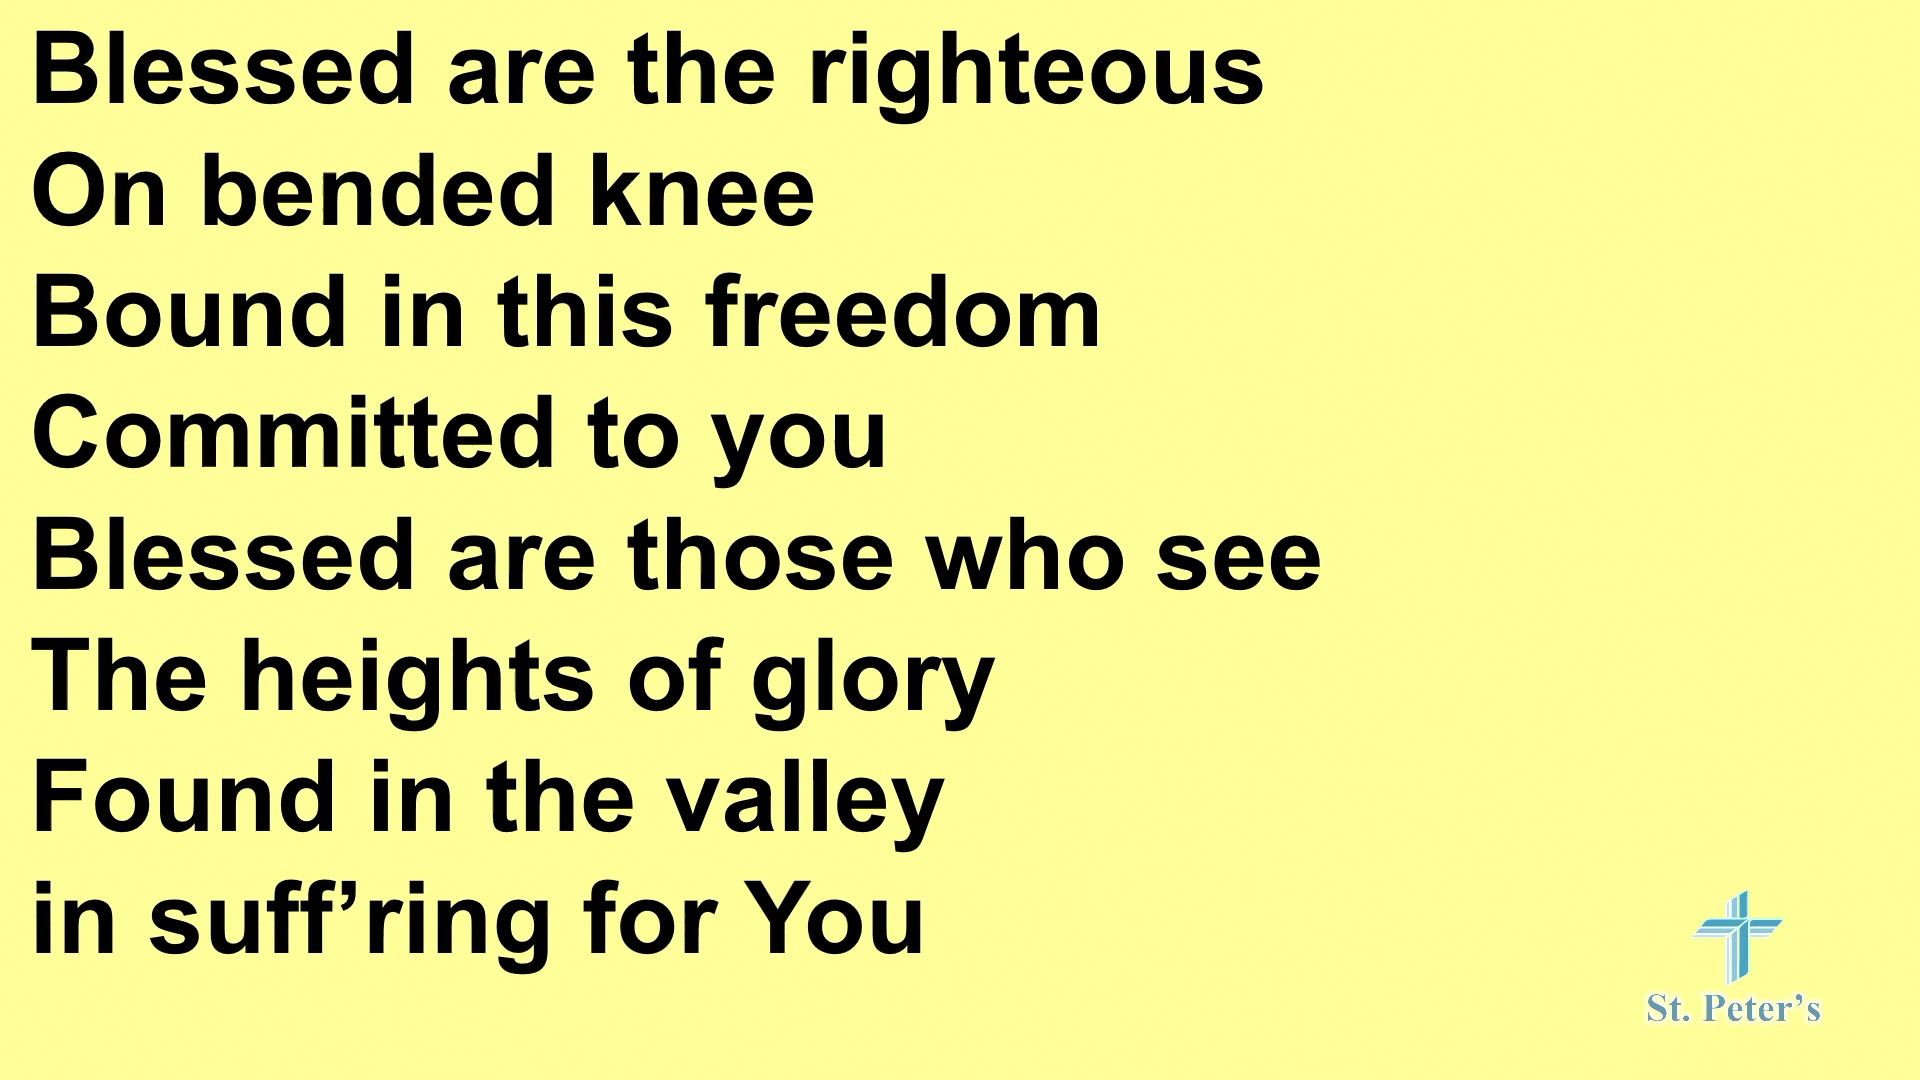 Blessed are the righteous
On bended knee
Bound in this freedom
Committed to you
Blessed are those who see
The heights of glory
Found in the valley
in suff’ring for You
St. Peter’s